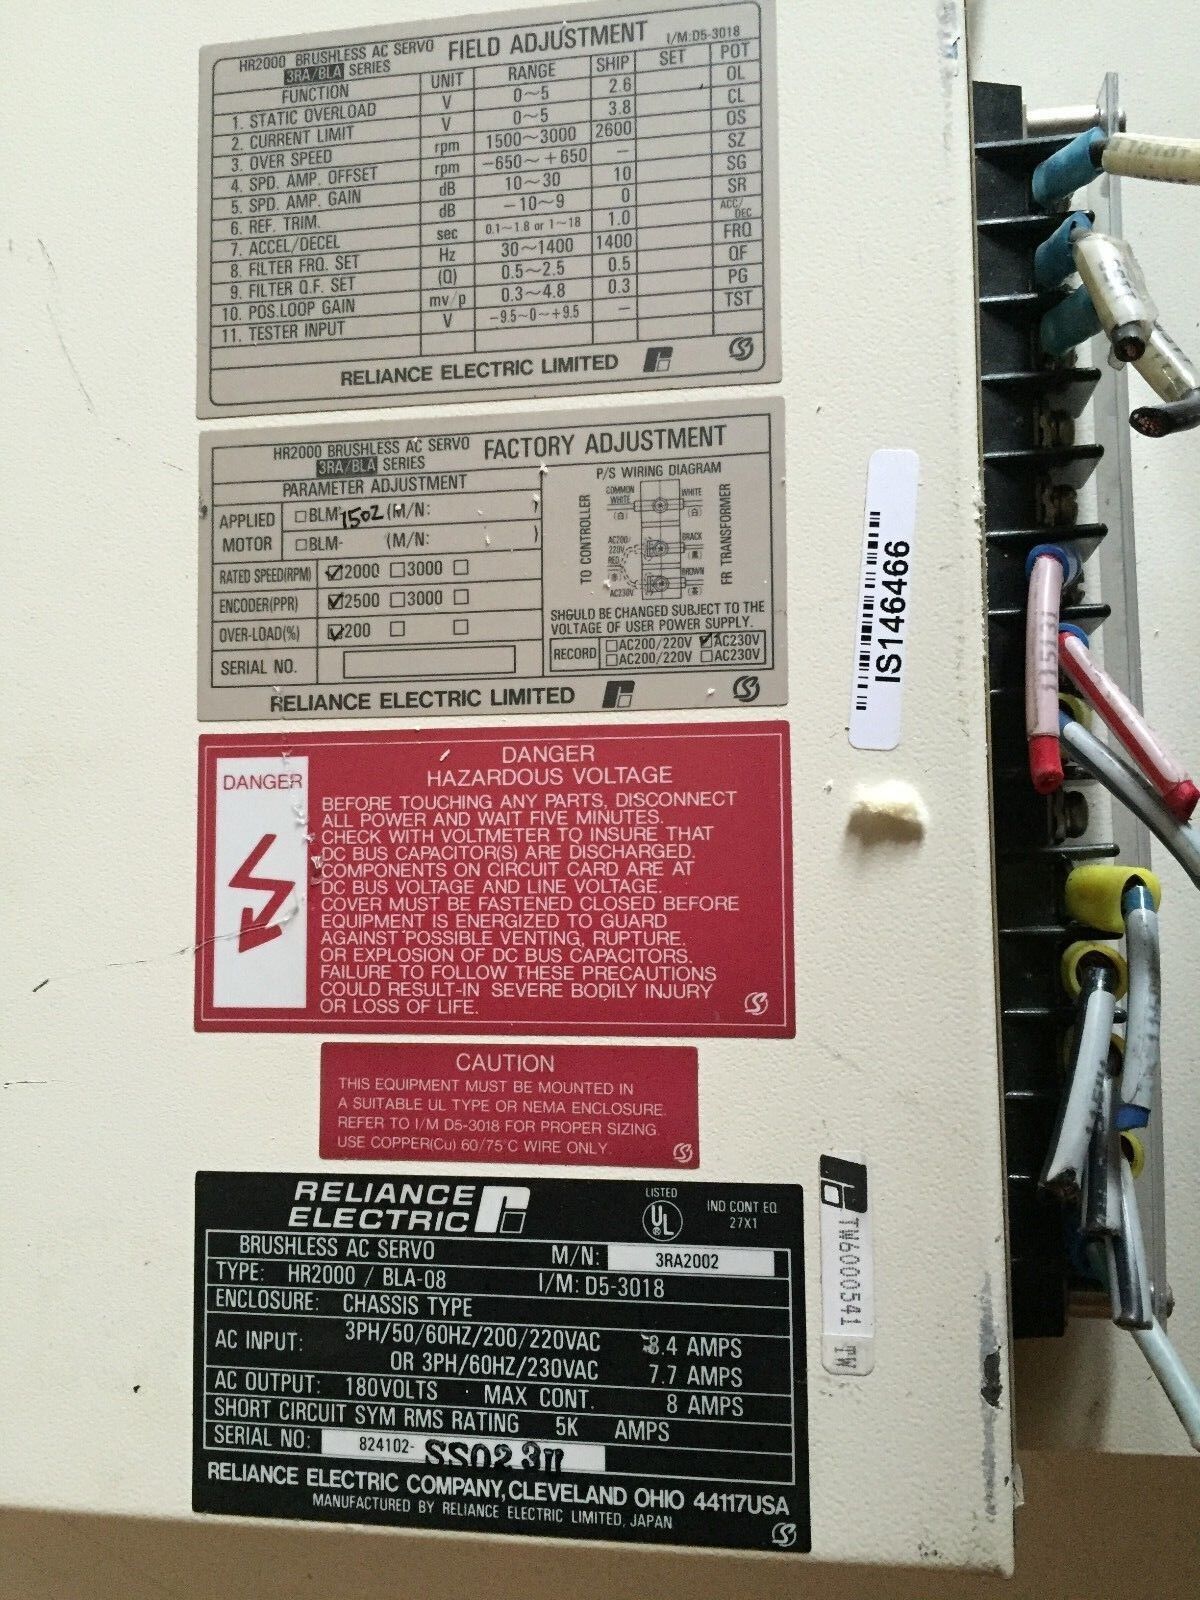 HR2000 BRUSHLESS AC SERVO FIELD ADJUSTMENT I/M:D5-3018
3RA/BLA SERIES
FUNCTION UNIT RANGE SHIP SET POT
1. STATIC OVERLOAD V 0~5 2.6 OL
2. CURRENT LIMIT V 0~5 3.8 CL
3. OVER SPEED rpm 1500~3000 2600 OS
4. SPD. AMP. OFFSET rpm -650~+650 — SZ
5. SPD. AMP. GAIN dB 10~30 10 SG
6. REF. TRIM. dB -10~9 0 SR
7. ACCEL/DECEL sec 0.1~1.8 or 1~18 1.0 ACC/DEC
8. FILTER FRQ. SET Hz 30~1400 1400 FRQ
9. FILTER Q.F. SET (Q) 0.5~2.5 0.5 QF
10. POS.LOOP GAIN mv/p 0.3~4.8 0.3 PG
11. TESTER INPUT V -9.5~0~+9.5 — TST
RELIANCE ELECTRIC LIMITED
HR2000 BRUSHLESS AC SERVO FACTORY ADJUSTMENT
3RA/BLA SERIES
PARAMETER ADJUSTMENT
APPLIED MOTOR
□BLM-7502 (M/N: )
□BLM- (M/N: )
RATED SPEED(RPM) ☑2000 □3000 □
ENCODER(PPR) ☑2500 □3000 □
OVER-LOAD(%) ☑200 □ □
SERIAL NO.
P/S WIRING DIAGRAM
TO CONTROLLER
COMMON
WHITE
(白)
WHITE
(白)
AC200/
220V
RED
BRACK
(黒)
AC230V
BROWN
(茶)
FR TRANSFORMER
SHOULD BE CHANGED SUBJECT TO THE
VOLTAGE OF USER POWER SUPPLY.
RECORD
□AC200/220V ☑AC230V
□AC200/220V □AC230V
RELIANCE ELECTRIC LIMITED
IS146466
DANGER
DANGER
HAZARDOUS VOLTAGE
BEFORE TOUCHING ANY PARTS, DISCONNECT
ALL POWER AND WAIT FIVE MINUTES.
CHECK WITH VOLTMETER TO INSURE THAT
DC BUS CAPACITOR(S) ARE DISCHARGED.
COMPONENTS ON CIRCUIT CARD ARE AT
DC BUS VOLTAGE AND LINE VOLTAGE.
COVER MUST BE FASTENED CLOSED BEFORE
EQUIPMENT IS ENERGIZED TO GUARD
AGAINST POSSIBLE VENTING, RUPTURE.
OR EXPLOSION OF DC BUS CAPACITORS.
FAILURE TO FOLLOW THESE PRECAUTIONS
COULD RESULT-IN SEVERE BODILY INJURY
OR LOSS OF LIFE.
CAUTION
THIS EQUIPMENT MUST BE MOUNTED IN
A SUITABLE UL TYPE OR NEMA ENCLOSURE.
REFER TO I/M D5-3018 FOR PROPER SIZING.
USE COPPER(Cu) 60/75°C WIRE ONLY.
RELIANCE
ELECTRIC
LISTED
UL
IND CONT EQ
27X1
BRUSHLESS AC SERVO M/N: 3RA2002
TYPE: HR2000 / BLA-08 I/M: D5-3018
ENCLOSURE: CHASSIS TYPE
AC INPUT: 3PH/50/60HZ/200/220VAC 8.4 AMPS
OR 3PH/60HZ/230VAC 7.7 AMPS
AC OUTPUT: 180VOLTS MAX CONT. 8 AMPS
SHORT CIRCUIT SYM RMS RATING 5K AMPS
SERIAL NO: 824102-
RELIANCE ELECTRIC COMPANY, CLEVELAND OHIO 44117USA
MANUFACTURED BY RELIANCE ELECTRIC LIMITED, JAPAN
TW6000541 TW